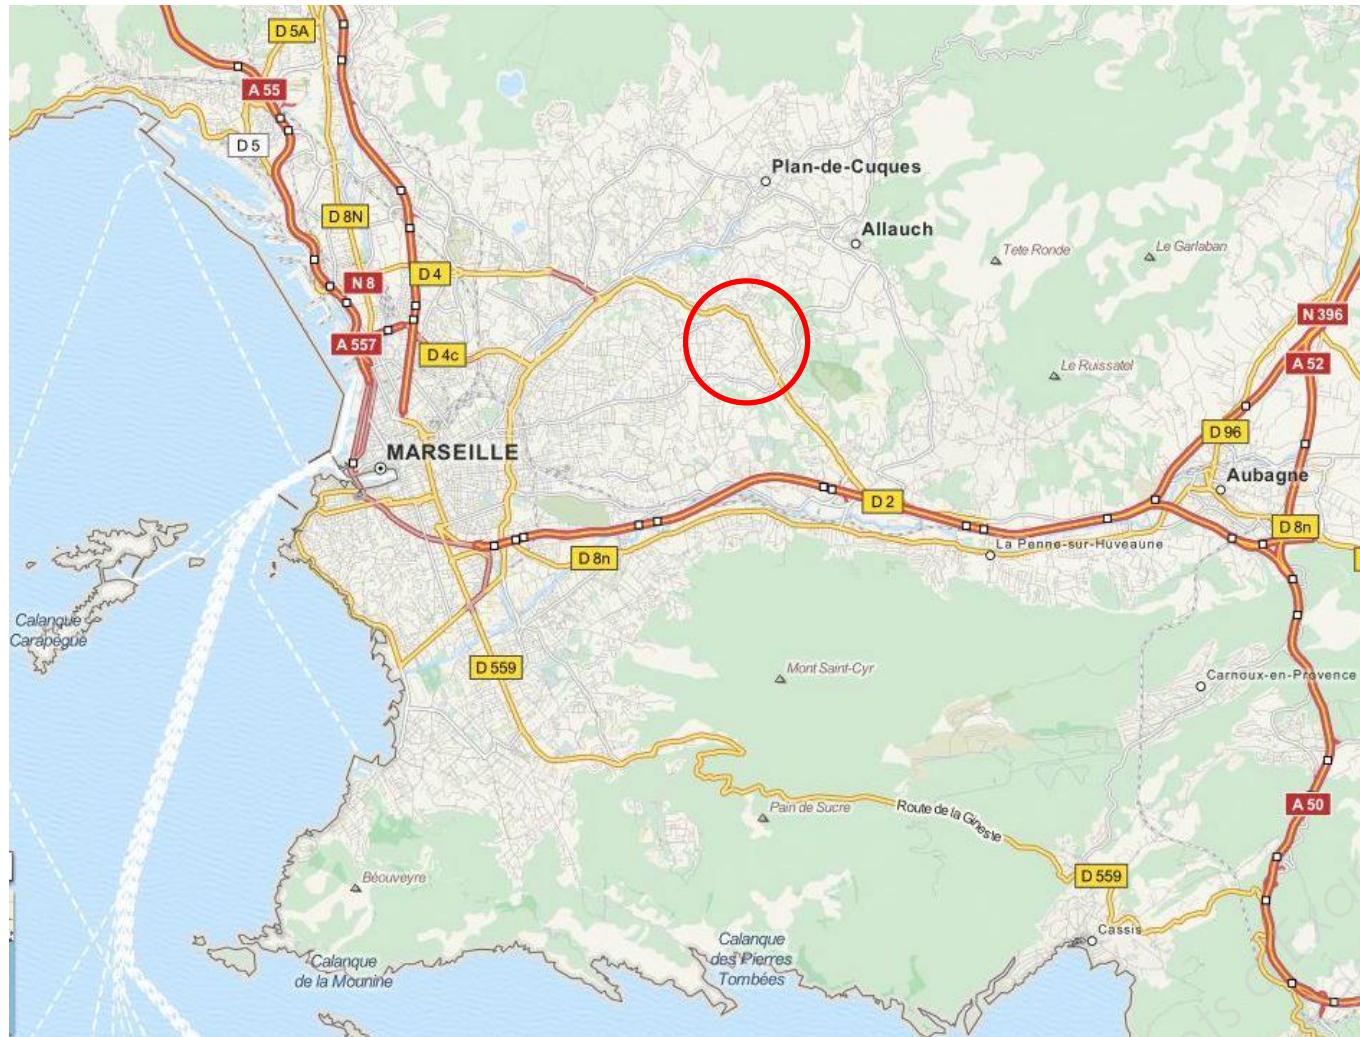 D 5A
A 55
D 5
Plan-de-Cuques
D 8N
Allauch
Tete Ronde
Le Garlaban
D 4
N 8
N 396
A 557
D 4c
A 52
Le Ruissatel
D 96
MARSEILLE
Aubagne
D 2
D 8n
La Penne-sur-Huveaune
D 8n
Calanque
Carapègue
D 559
Mont Saint-Cyr
Carnoux-en-Provence
Pain de Sucre
Route de la Gineste
A 50
Béouveyre
D 559
Cassis
Calanque
des Pierres
Tombées
Calanque
de la Mounine